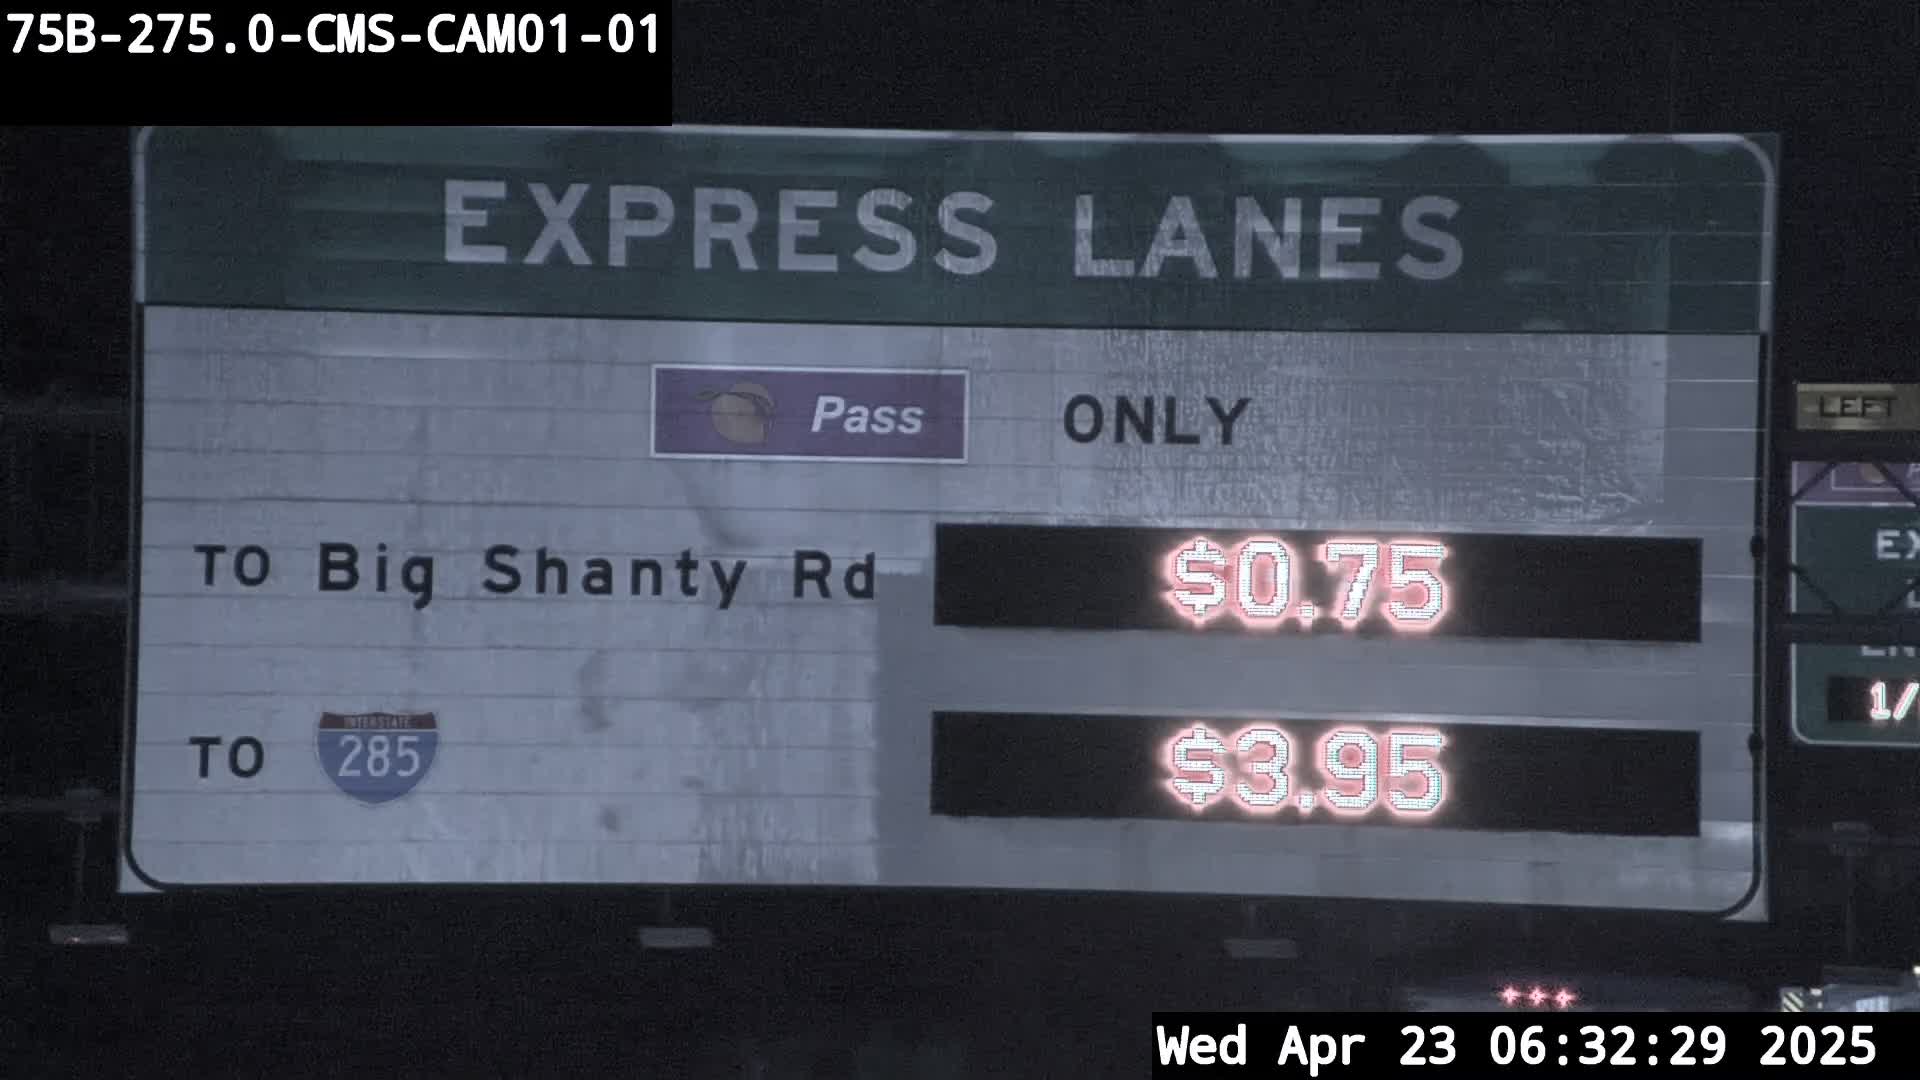 75B-275.0-CMS-CAM01-01
EXPRESS LANES
Pass ONLY
TO Big Shanty Rd $0.75
TO INTERSTATE 285 $3.95
LEFT
1/
Wed Apr 23 06:32:29 2025